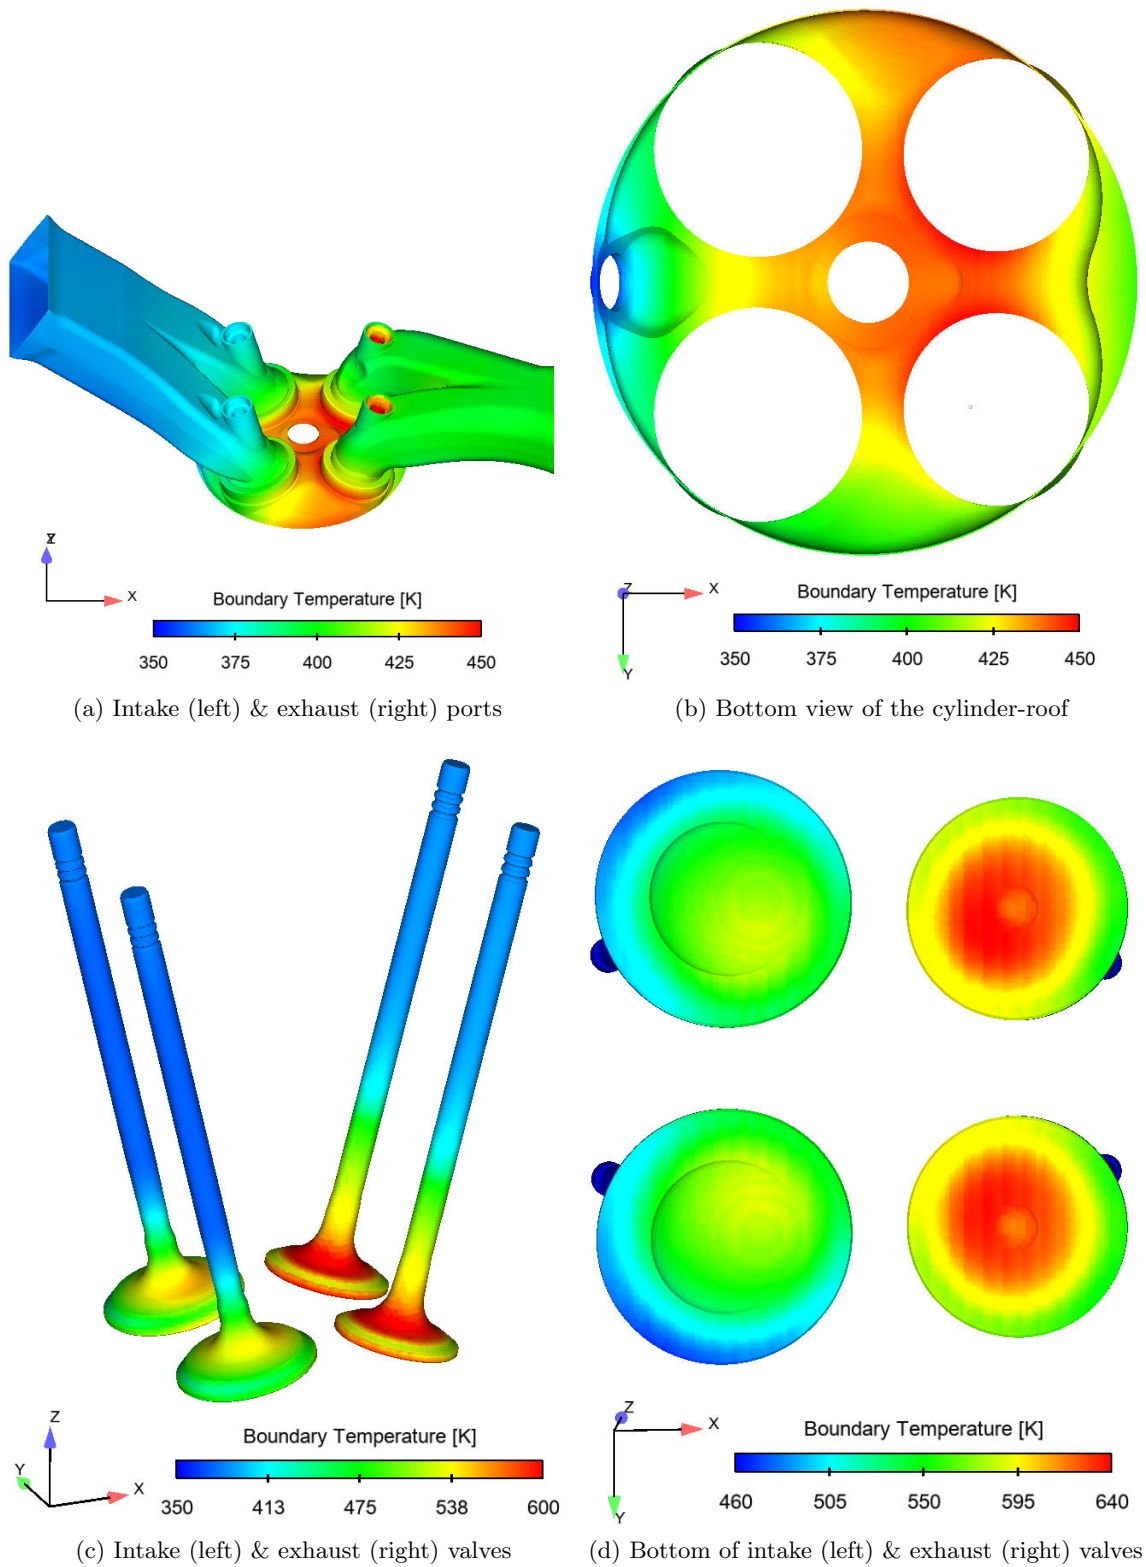 Z
Y
X
Boundary Temperature [K]
350 375 400 425 450
(a) Intake (left) & exhaust (right) ports
Z
X
Y
Boundary Temperature [K]
350 375 400 425 450
(b) Bottom view of the cylinder-roof
Z
Y
X
Boundary Temperature [K]
350 413 475 538 600
(c) Intake (left) & exhaust (right) valves
Z
X
Y
Boundary Temperature [K]
460 505 550 595 640
(d) Bottom of intake (left) & exhaust (right) valves